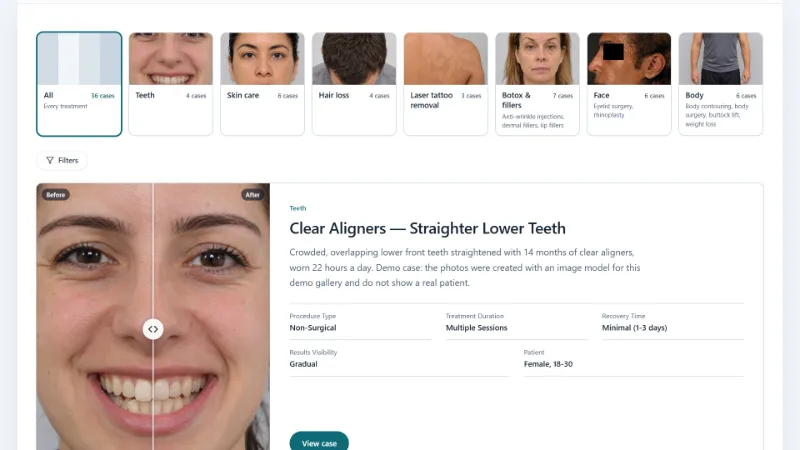 All 36 cases
Every treatment
Teeth 4 cases
Skin care 6 cases
Hair loss 4 cases
Laser tattoo 3 cases
removal
Botox & 7 cases
fillers
Anti-wrinkle injections,
dermal fillers, lip fillers
Face 6 cases
Eyelid surgery,
rhinoplasty
Body 6 cases
Body contouring, body
surgery, buttock lift,
weight loss
Filters
Before
After
Teeth
Clear Aligners — Straighter Lower Teeth
Crowded, overlapping lower front teeth straightened with 14 months of clear aligners,
worn 22 hours a day. Demo case: the photos were created with an image model for this
demo gallery and do not show a real patient.
Procedure Type
Non-Surgical
Treatment Duration
Multiple Sessions
Recovery Time
Minimal (1-3 days)
Results Visibility
Gradual
Patient
Female, 18-30
View case